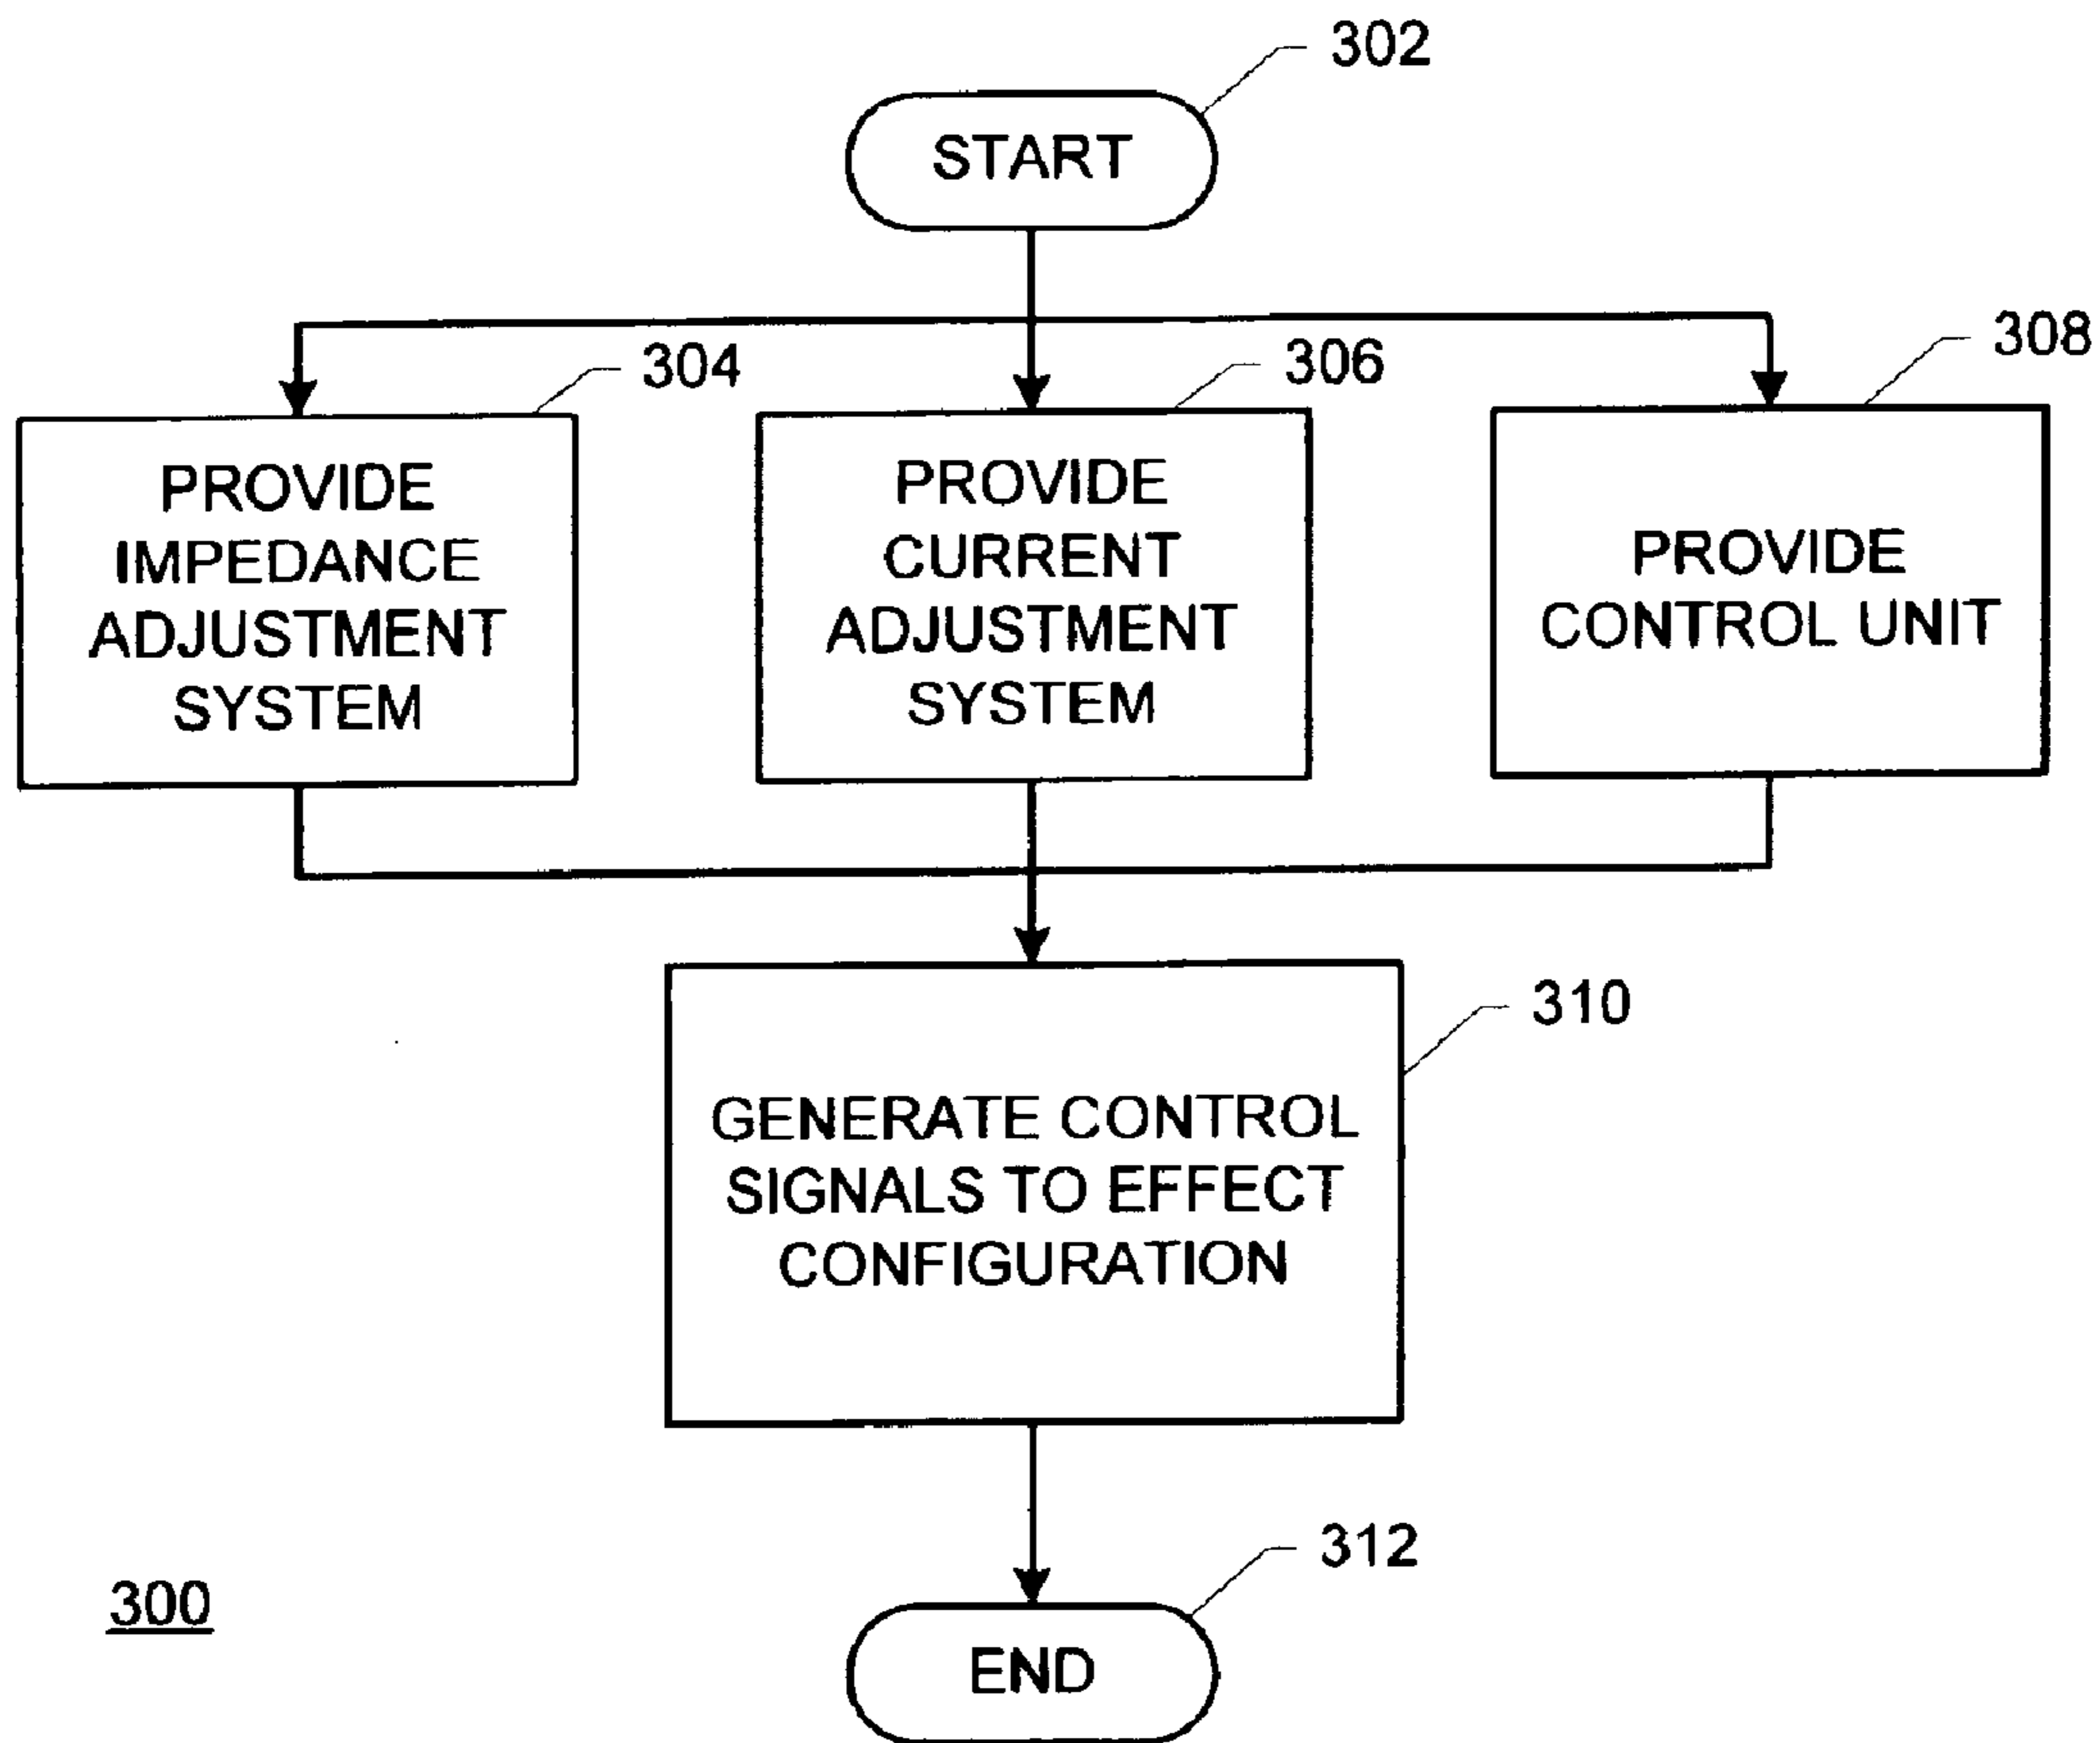 302
START
304
306
308
PROVIDE
IMPEDANCE
ADJUSTMENT
SYSTEM
PROVIDE
CURRENT
ADJUSTMENT
SYSTEM
PROVIDE
CONTROL UNIT
310
GENERATE CONTROL
SIGNALS TO EFFECT
CONFIGURATION
312
END
300